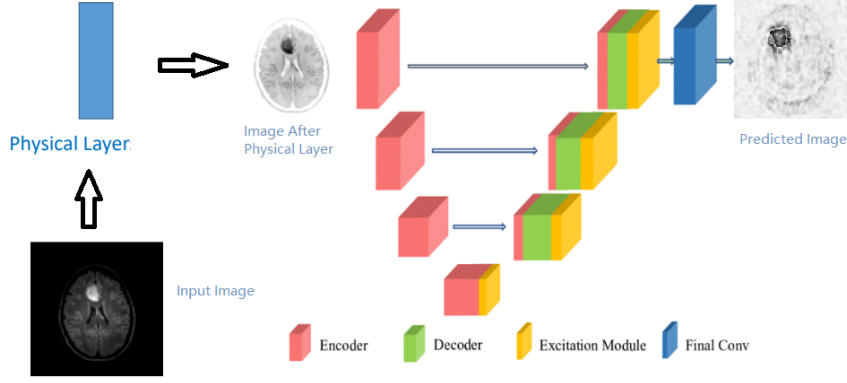 Physical Layer:
Image After
Physical Layer
Predicted Image
Input Image
Encoder
Decoder
Excitation Module
Final Conv